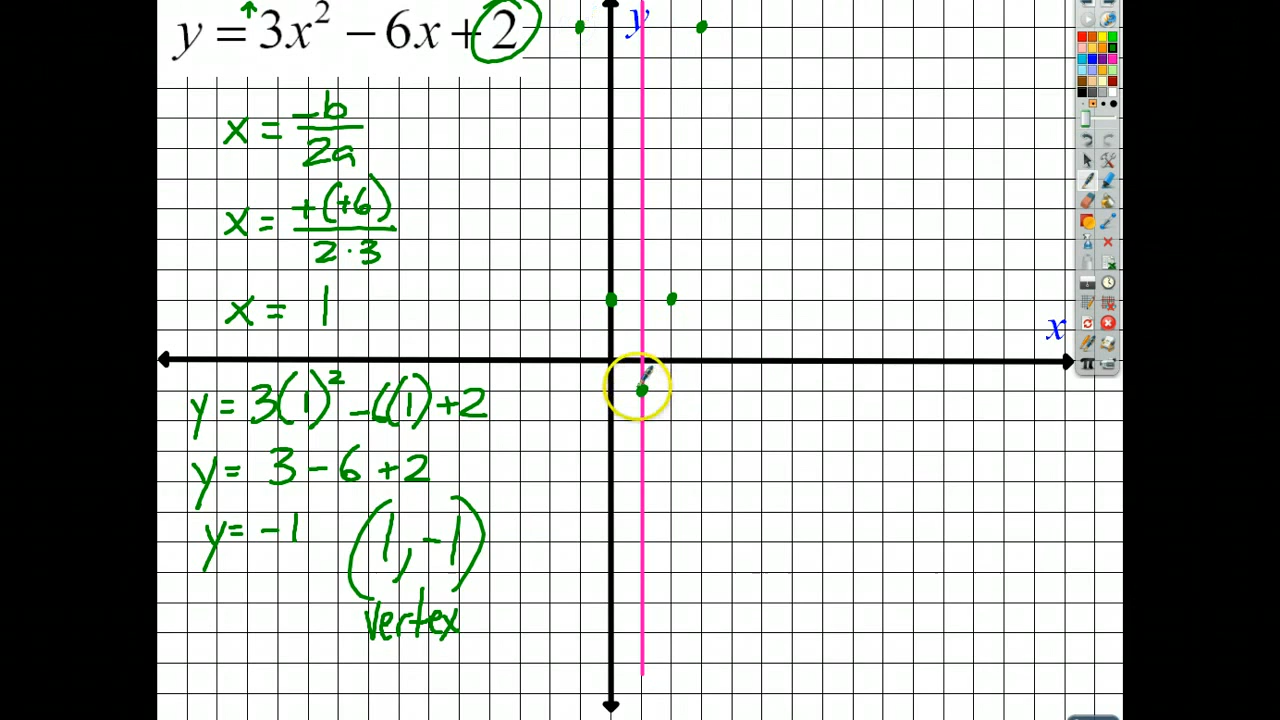 y = 3x² − 6x + 2
y
x = -b/2a
x = +(+6)/2·3
x = 1
x
y = 3(1)² - 6(1) + 2
y = 3 - 6 + 2
y = -1 (1, -1)
vertex